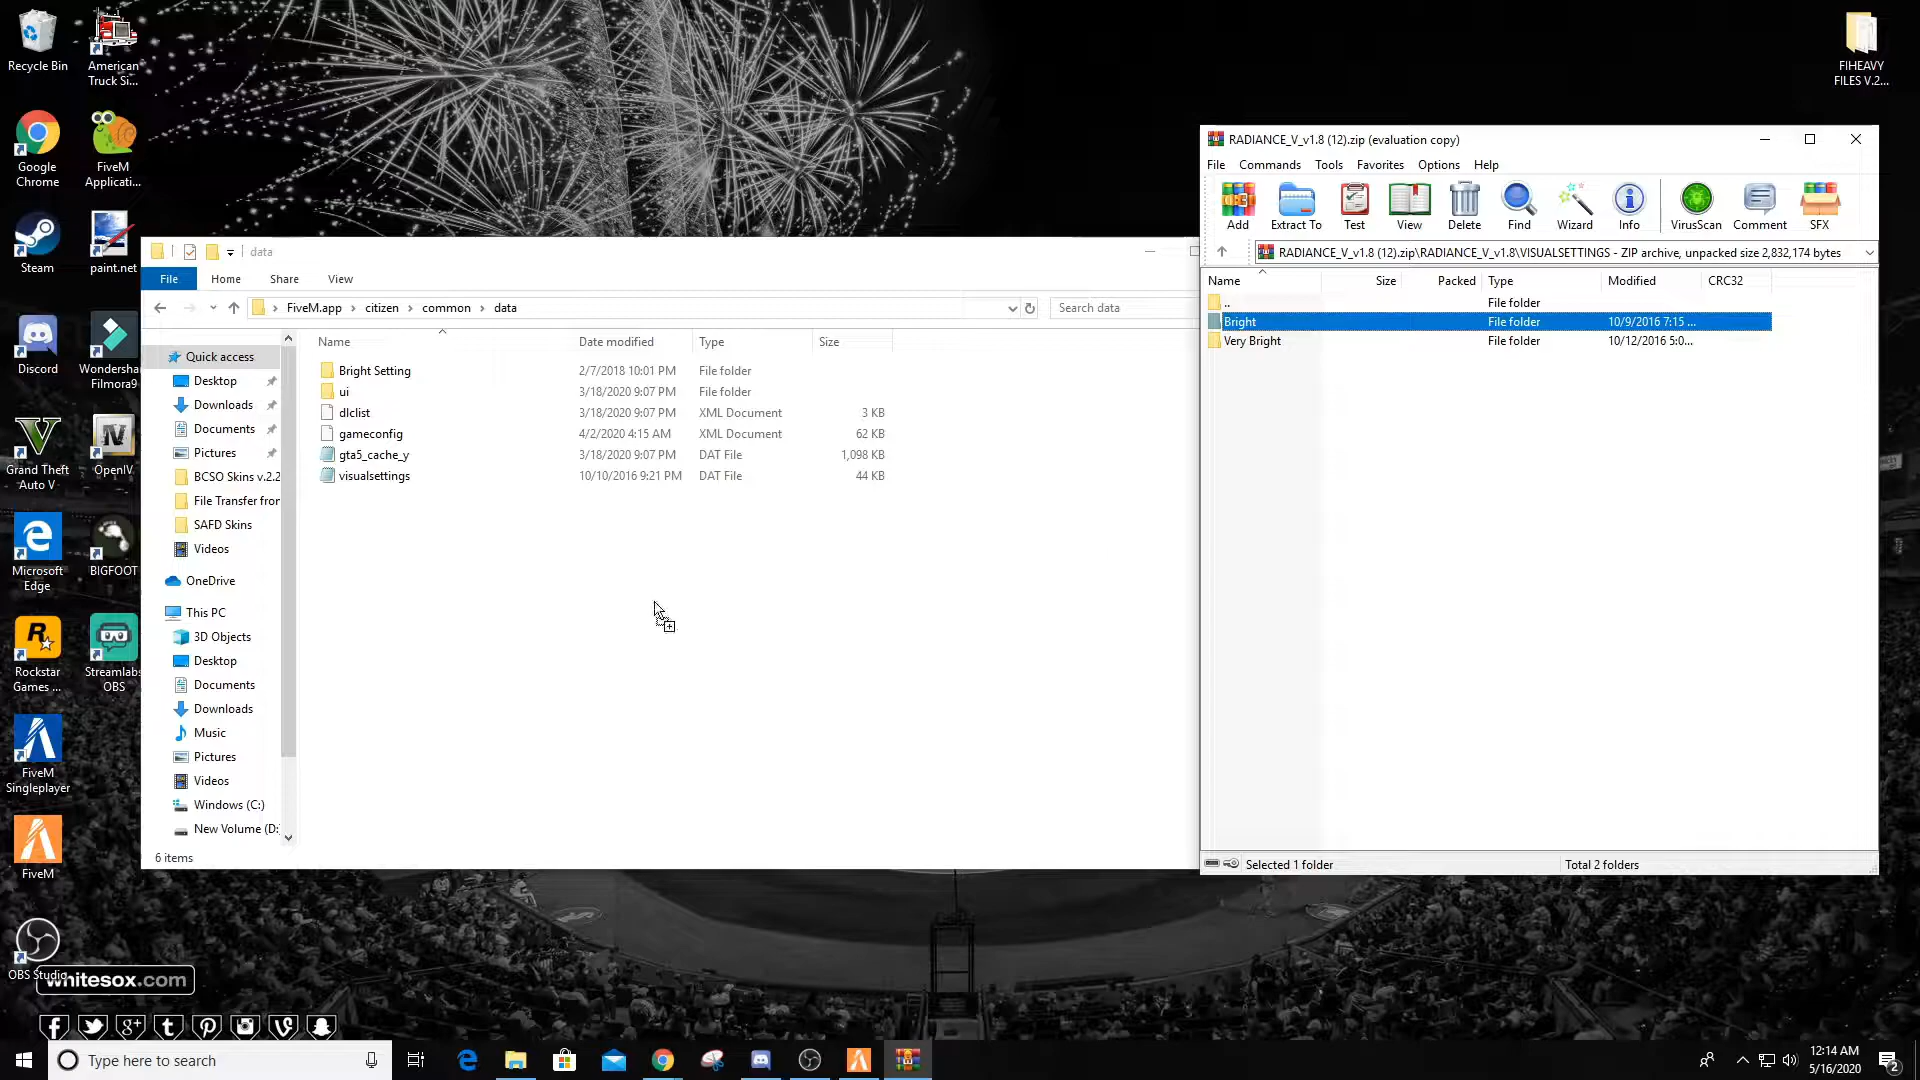 Recycle Bin
American
Truck Si...
Google
Chrome
FiveM
Applicati...
Steam
paint.net
Discord
Wondershar
Filmora9
Grand Theft
Auto V
OpenIV
Microsoft
Edge
BIGFOOT
Rockstar
Games ...
Streamlabs
OBS
FiveM
Singleplayer
FiveM
OBS Studio
whitesox.com
FIHEAVY
FILES V.2...
data
File
Home
Share
View
FiveM.app > citizen > common > data
Search data
Quick access
Desktop
Downloads
Documents
Pictures
BCSO Skins v.2.2
File Transfer fron
SAFD Skins
Videos
OneDrive
This PC
3D Objects
Desktop
Documents
Downloads
Music
Pictures
Videos
Windows (C:)
New Volume (D:
Name Date modified Type Size
Bright Setting 2/7/2018 10:01 PM File folder
ui 3/18/2020 9:07 PM File folder
dlclist 3/18/2020 9:07 PM XML Document 3 KB
gameconfig 4/2/2020 4:15 AM XML Document 62 KB
gta5_cache_y 3/18/2020 9:07 PM DAT File 1,098 KB
visualsettings 10/10/2016 9:21 PM DAT File 44 KB
6 items
RADIANCE_V_v1.8 (12).zip (evaluation copy)
File Commands Tools Favorites Options Help
Add Extract To Test View Delete Find Wizard Info VirusScan Comment SFX
RADIANCE_V_v1.8 (12).zip\RADIANCE_V_v1.8\VISUALSETTINGS - ZIP archive, unpacked size 2,832,174 bytes
Name Size Packed Type Modified CRC32
.. File folder
Bright File folder 10/9/2016 7:15 ...
Very Bright File folder 10/12/2016 5:0...
Selected 1 folder
Total 2 folders
Type here to search
12:14 AM
5/16/2020
2